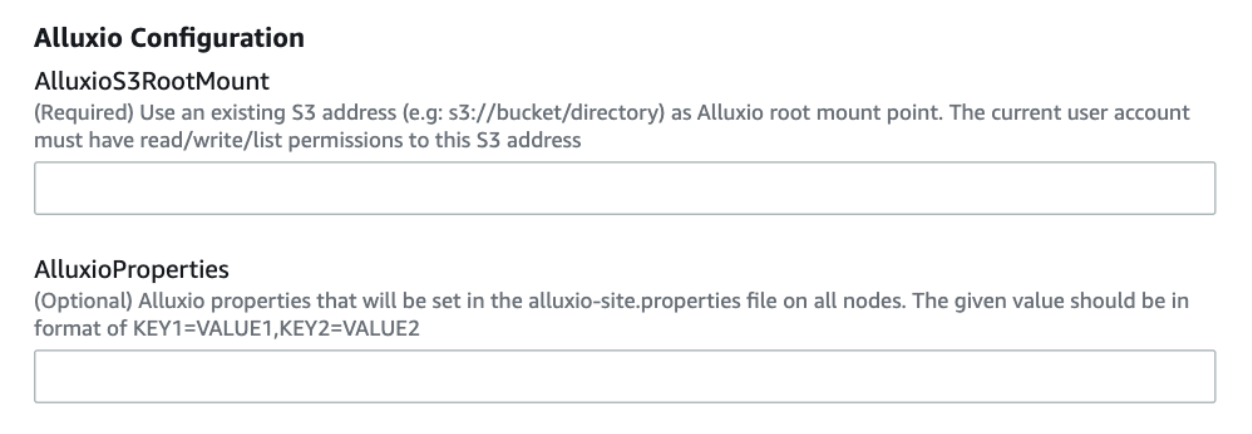 Alluxio Configuration
AlluxioS3RootMount
(Required) Use an existing S3 address (e.g: s3://bucket/directory) as Alluxio root mount point. The current user account
must have read/write/list permissions to this S3 address
AlluxioProperties
(Optional) Alluxio properties that will be set in the alluxio-site.properties file on all nodes. The given value should be in
format of KEY1=VALUE1,KEY2=VALUE2